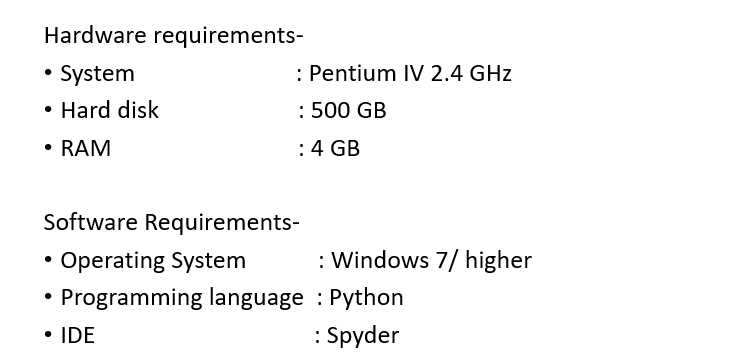 Hardware requirements-
• System : Pentium IV 2.4 GHz
• Hard disk : 500 GB
• RAM : 4 GB
Software Requirements-
• Operating System : Windows 7/ higher
• Programming language : Python
• IDE : Spyder